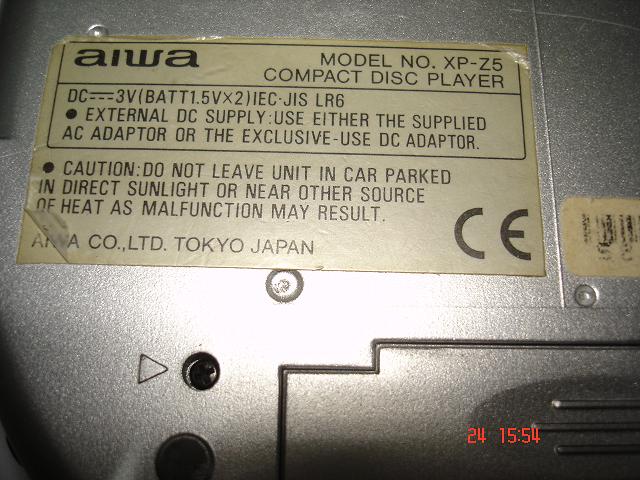 aiwa
MODEL NO. XP-Z5
COMPACT DISC PLAYER
DC⎓3V(BATT1.5V×2)IEC·JIS LR6
● EXTERNAL DC SUPPLY:USE EITHER THE SUPPLIED
AC ADAPTOR OR THE EXCLUSIVE-USE DC ADAPTOR.
● CAUTION:DO NOT LEAVE UNIT IN CAR PARKED
IN DIRECT SUNLIGHT OR NEAR OTHER SOURCE
OF HEAT AS MALFUNCTION MAY RESULT.
AIWA CO.,LTD. TOKYO JAPAN
CE
24 15:54